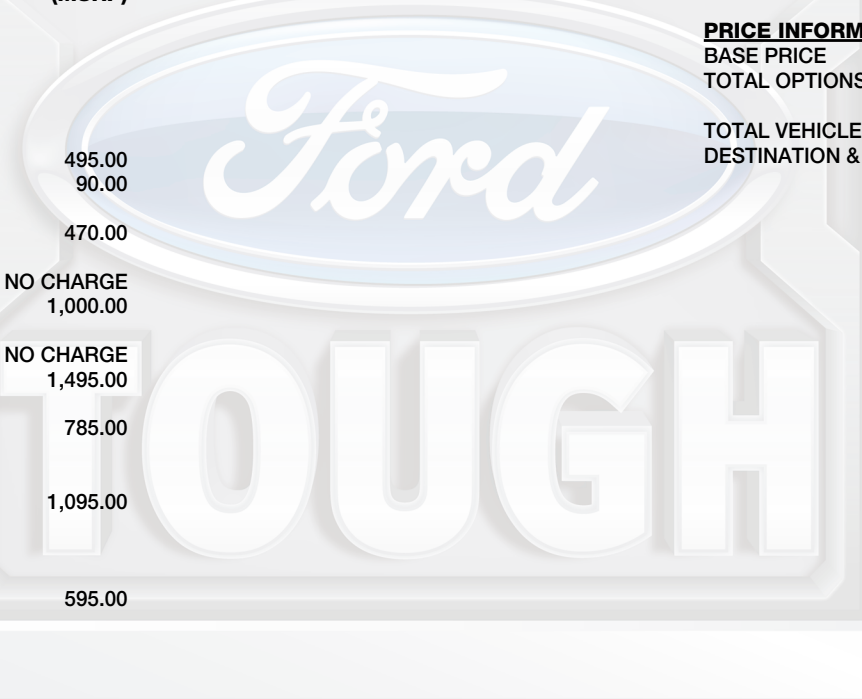 (MSRP)
495.00
90.00
470.00
NO CHARGE
1,000.00
NO CHARGE
1,495.00
785.00
1,095.00
595.00
PRICE INFORM
BASE PRICE
TOTAL OPTIONS
TOTAL VEHICLE
DESTINATION &
Ford
TOUGH